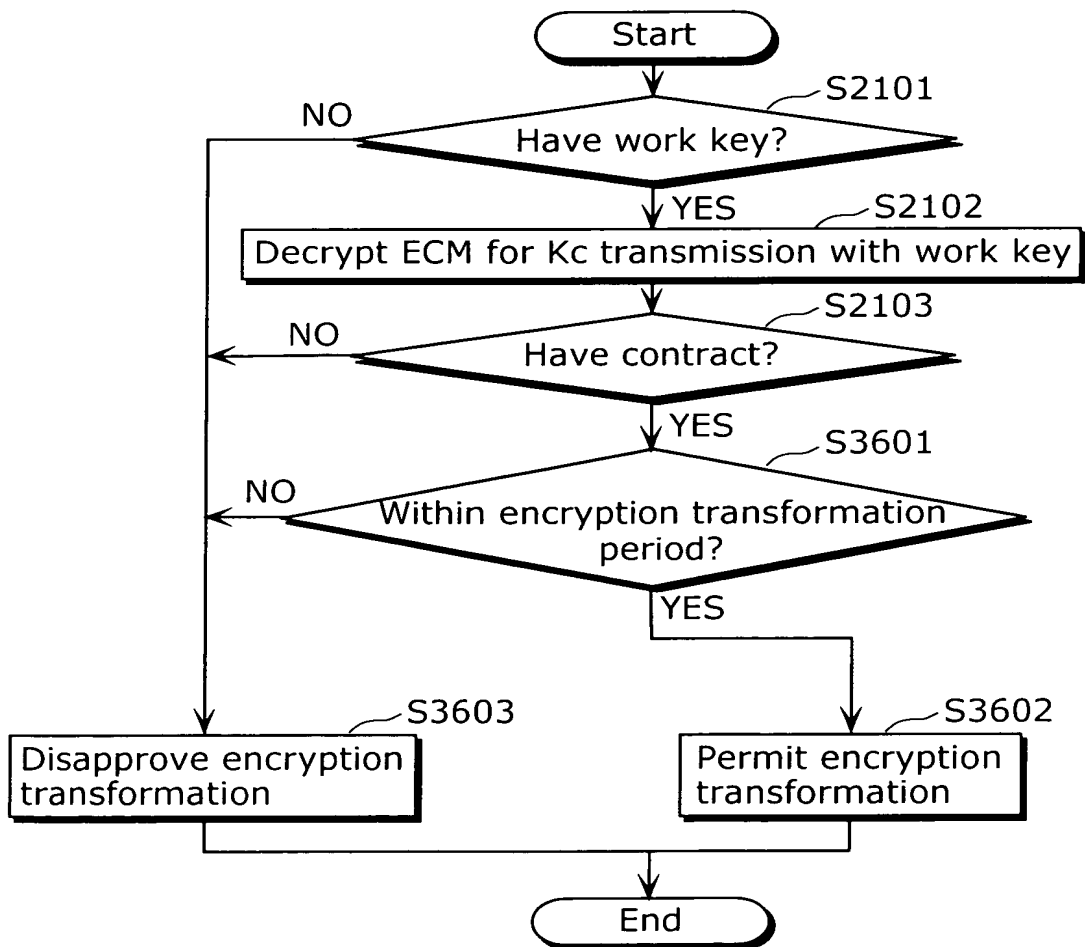 Start
S2101
NO
Have work key?
YES
S2102
Decrypt ECM for Kc transmission with work key
S2103
NO
Have contract?
YES
S3601
NO
Within encryption transformation
period?
YES
S3603
S3602
Disapprove encryption
transformation
Permit encryption
transformation
End